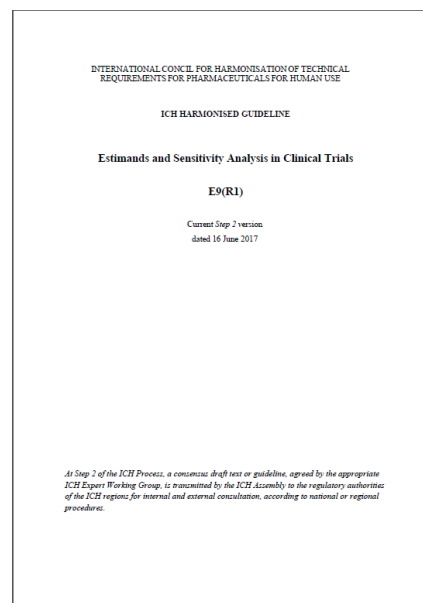 INTERNATIONAL CONCIL FOR HARMONISATION OF TECHNICAL
REQUIREMENTS FOR PHARMACEUTICALS FOR HUMAN USE
ICH HARMONISED GUIDELINE
Estimands and Sensitivity Analysis in Clinical Trials
E9(R1)
Current Step 2 version
dated 16 June 2017
At Step 2 of the ICH Process, a consensus draft text or guideline, agreed by the appropriate
ICH Expert Working Group, is transmitted by the ICH Assembly to the regulatory authorities
of the ICH regions for internal and external consultation, according to national or regional
procedures.